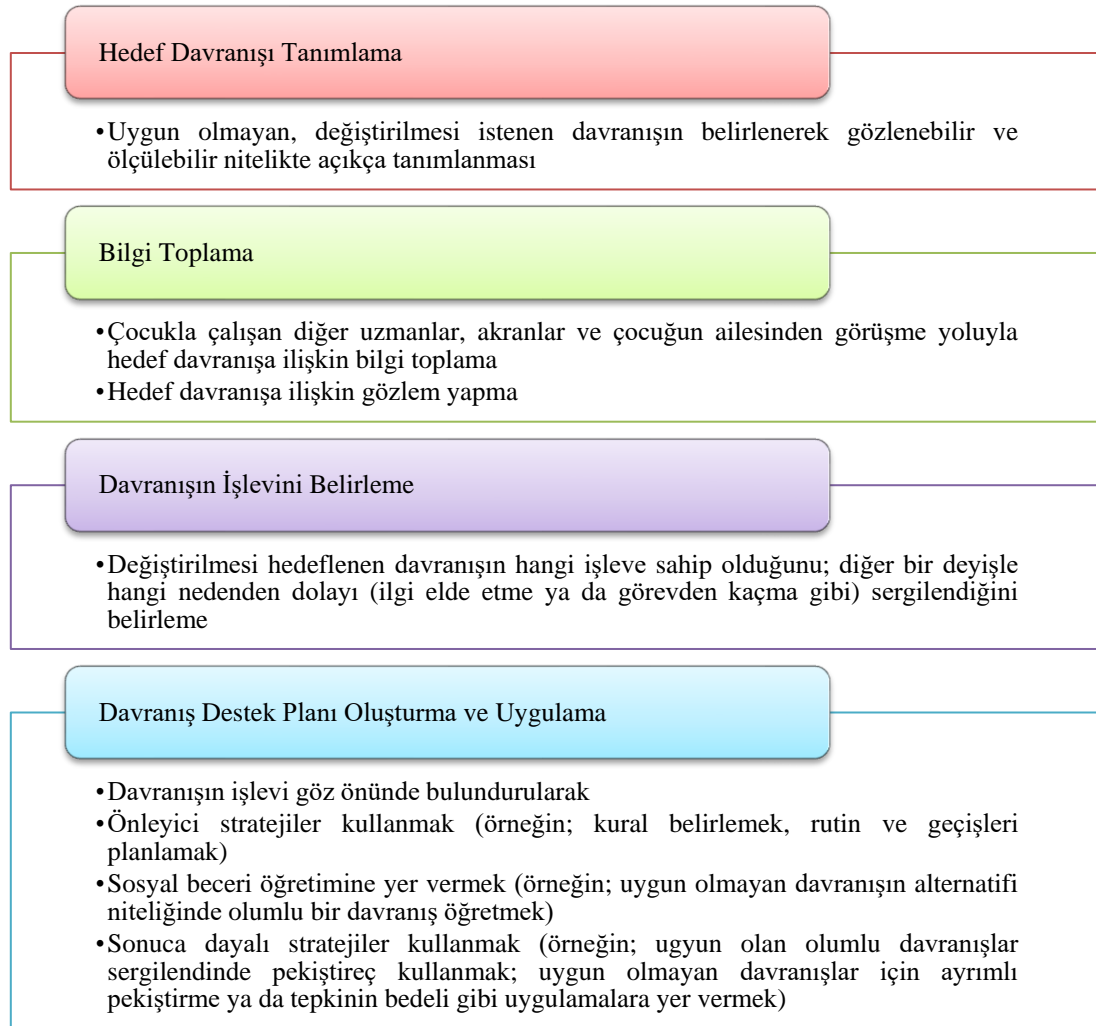 Hedef Davranışı Tanımlama
•Uygun olmayan, değiştirilmesi istenen davranışın belirlenerek gözlenebilir ve
ölçülebilir nitelikte açıkça tanımlanması
Bilgi Toplama
•Çocukla çalışan diğer uzmanlar, akranlar ve çocuğun ailesinden görüşme yoluyla
hedef davranışa ilişkin bilgi toplama
•Hedef davranışa ilişkin gözlem yapma
Davranışın İşlevini Belirleme
•Değiştirilmesi hedeflenen davranışın hangi işleve sahip olduğunu; diğer bir deyişle
hangi nedenden dolayı (ilgi elde etme ya da görevden kaçma gibi) sergilendiğini
belirleme
Davranış Destek Planı Oluşturma ve Uygulama
•Davranışın işlevi göz önünde bulundurularak
•Önleyici stratejiler kullanmak (örneğin; kural belirlemek, rutin ve geçişleri
planlamak)
•Sosyal beceri öğretimine yer vermek (örneğin; uygun olmayan davranışın alternatifi
niteliğinde olumlu bir davranış öğretmek)
•Sonuca dayalı stratejiler kullanmak (örneğin; ugyun olan olumlu davranışlar
sergilendinde pekiştireç kullanmak; uygun olmayan davranışlar için ayrımlı
pekiştirme ya da tepkinin bedeli gibi uygulamalara yer vermek)